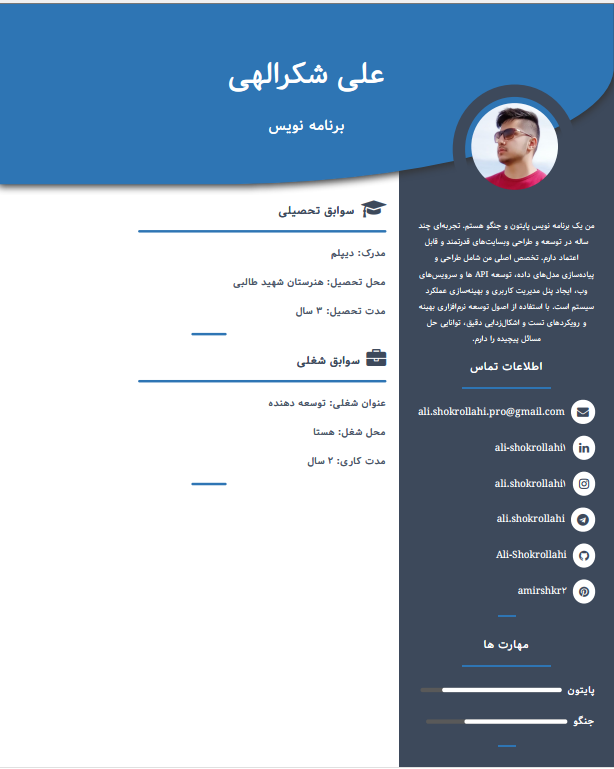 علی شکرالهی
برنامه نویس
من یک برنامه نویس پایتون و جنگو هستم. تجربه‌ای چند
ساله در توسعه و طراحی وبسایت‌های قدرتمند و قابل
اعتماد دارم. تخصص اصلی من شامل طراحی و
پیاده‌سازی مدل‌های داده، توسعه API ها و سرویس‌های
وب، ایجاد پنل مدیریت کاربری و بهینه‌سازی عملکرد
سیستم است. با استفاده از اصول توسعه نرم‌افزاری بهینه
و رویکردهای تست و اشکال‌زدایی دقیق، توانایی حل
مسائل پیچیده را دارم.
اطلاعات تماس
ali.shokrollahi.pro@gmail.com
ali-shokrollahi۱
ali.shokrollahi۱
ali.shokrollahi
Ali-Shokrollahi
amirshkr۲
مهارت ها
پایتون
جنگو
سوابق تحصیلی
مدرک: دیپلم
محل تحصیل: هنرستان شهید طالبی
مدت تحصیل: ۳ سال
سوابق شغلی
عنوان شغلی: توسعه دهنده
محل شغل: هستا
مدت کاری: ۲ سال